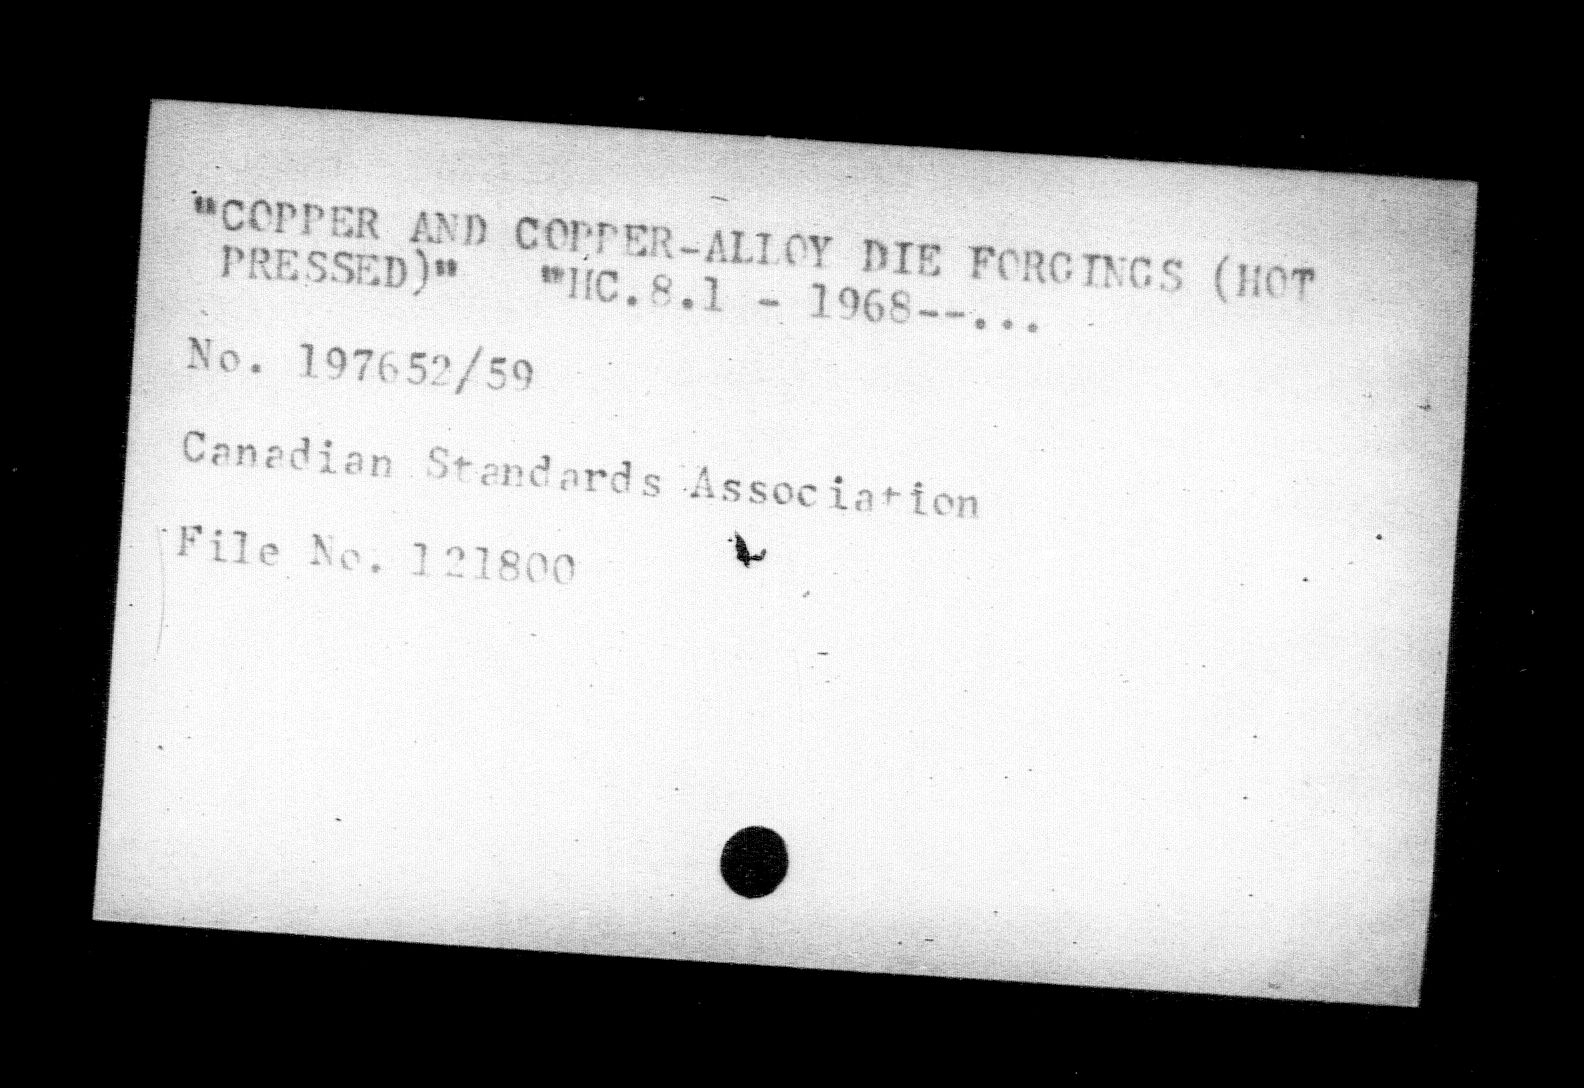 "COPPER AND COPPER-ALLOY DIE FORGINGS (HOT
PRESSED)" "HC.8.1 - 1968--...
No. 197652/59
Canadian Standards Association
File No. 121800